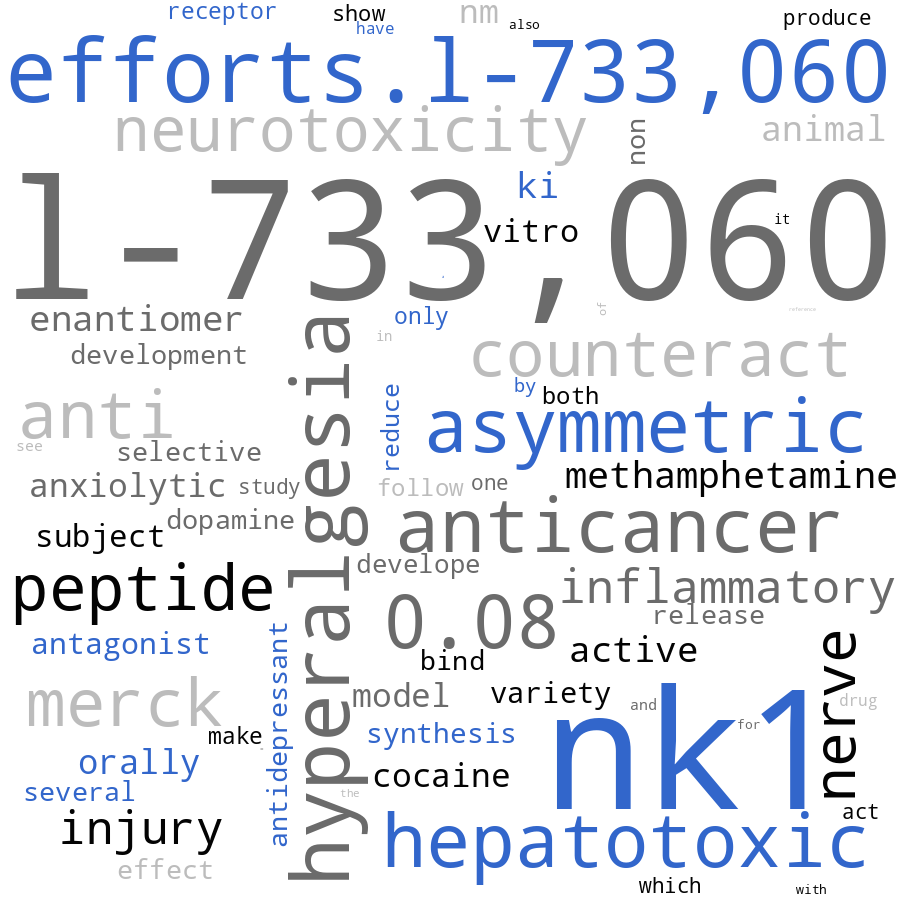 receptor
show
nm
have
also
produce
efforts.l-733,060
neurotoxicity
non
animal
l-733,060
ki
vitro
it
enantiomer
only
of
reference
development
in
counteract
hyperalgesia
anti
by
both
reduce
asymmetric
see
selective
methamphetamine
anxiolytic
study
follow
one
dopamine
subject
anticancer
develope
peptide
0.08
inflammatory
release
antagonist
antidepressant
bind
active
nerve
merck
model
variety
drug
and
nk1
for
make
synthesis
orally
cocaine
several
the
injury
act
hepatotoxic
effect
which
with